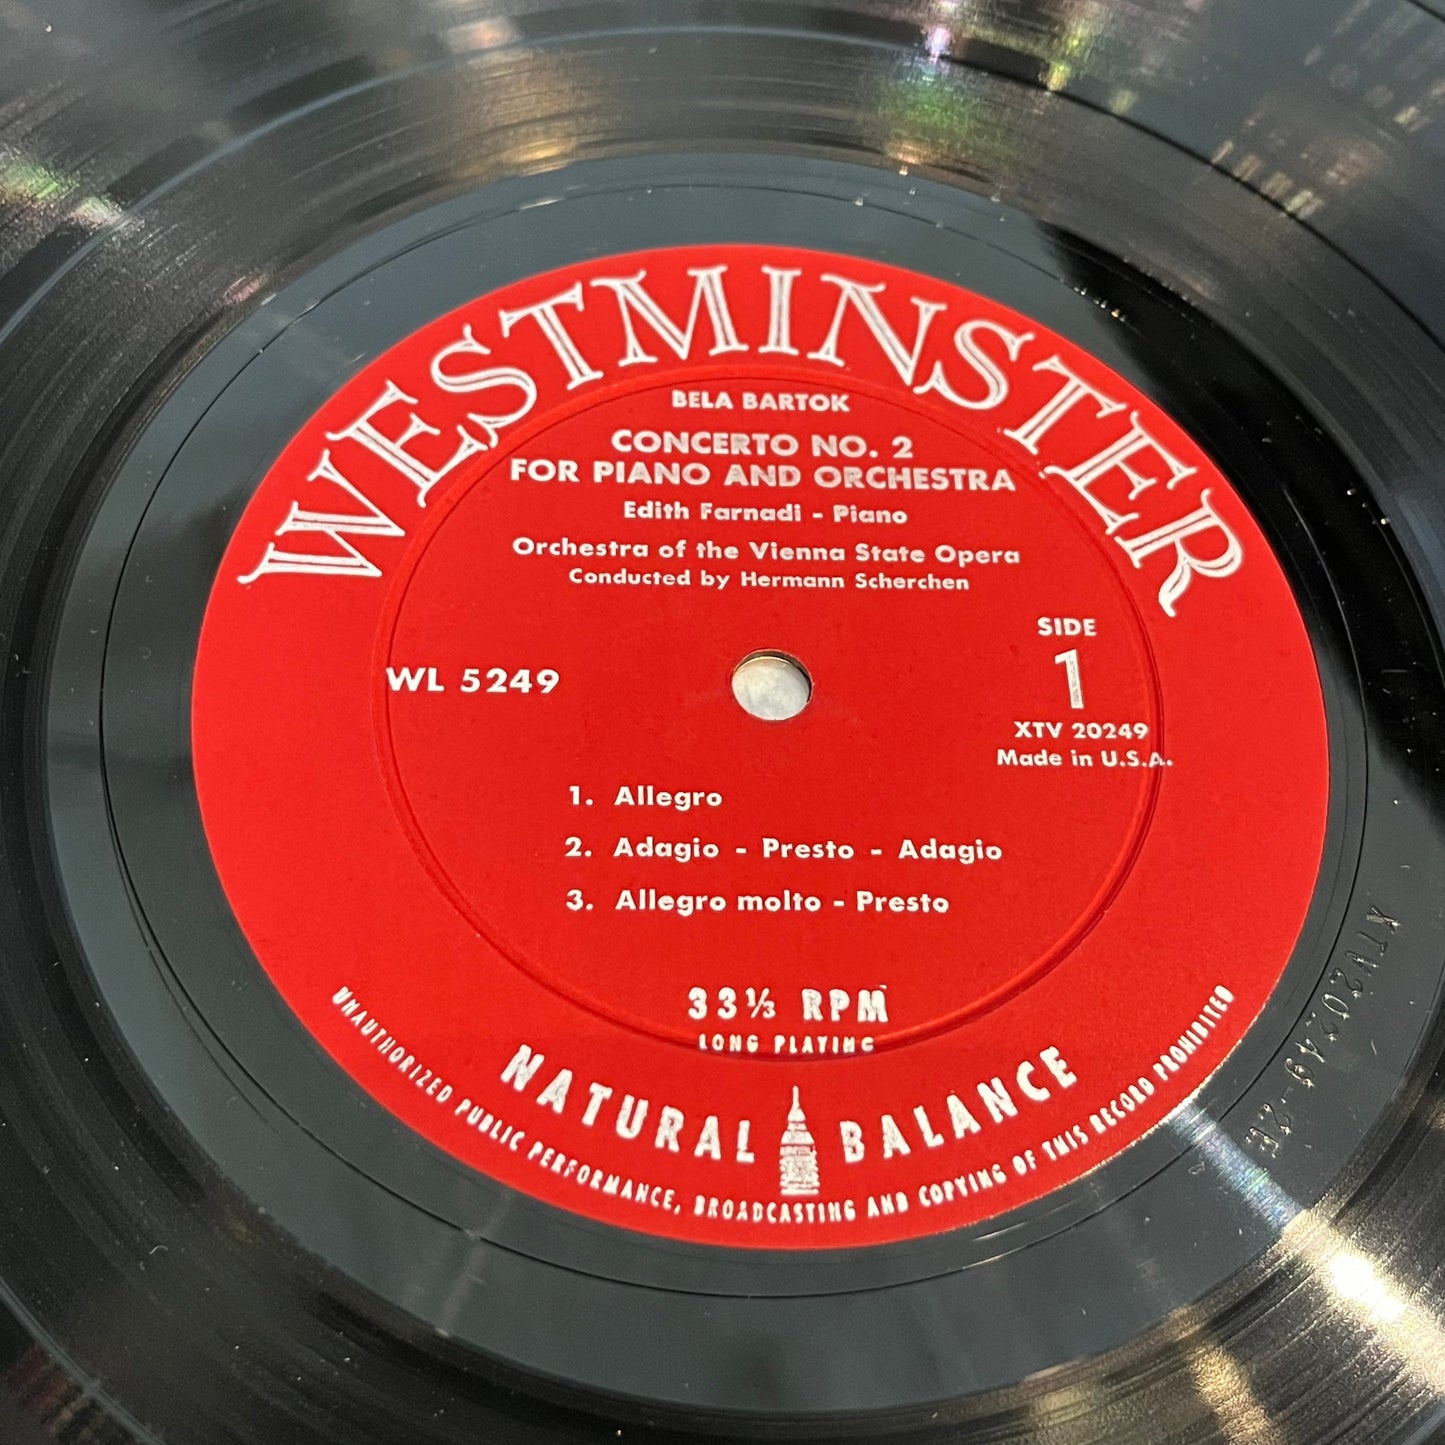 WESTMINSTER
BELA BARTOK
CONCERTO NO. 2
FOR PIANO AND ORCHESTRA
Edith Farnadi - Piano
Orchestra of the Vienna State Opera
Conducted by Hermann Scherchen
SIDE
1
WL 5249
XTV 20249
Made in U.S.A.
1. Allegro
2. Adagio - Presto - Adagio
3. Allegro molto - Presto
33⅓ RPM
LONG PLAYING
NATURAL BALANCE
UNAUTHORIZED PUBLIC PERFORMANCE, BROADCASTING AND COPYING OF THIS RECORD PROHIBITED